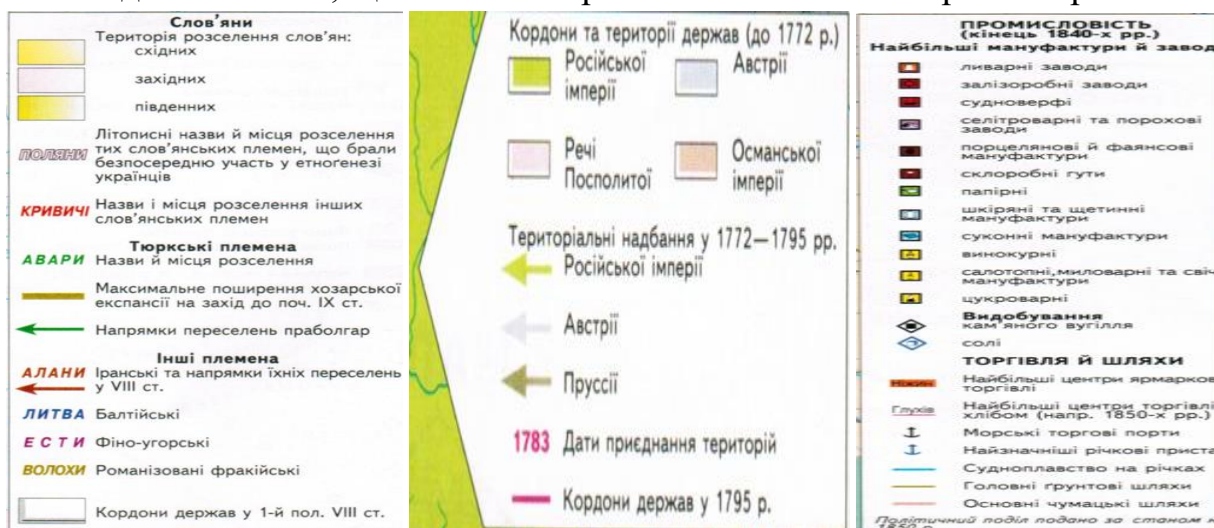 Слов'яни
Територія розселення слов'ян:
східних
західних
південних
Літописні назви й місця розселення
ПОЛЯНИ тих слов'янських племен, що брали
безпосередню участь у етноґенезі
українців
КРИВИЧІ Назви і місця розселення інших
слов'янських племен
Тюркські племена
АВАРИ Назви й місця розселення
Максимальне поширення хозарської
експансії на захід до поч. IX ст.
Напрямки переселень праболгар
Інші племена
АЛАНИ Іранські та напрямки їхніх переселень
у VIII ст.
ЛИТВА Балтійські
ЕСТИ Фіно-угорські
ВОЛОХИ Романізовані фракійські
Кордони держав у 1-й пол. VIII ст.
Кордони та території держав (до 1772 р.)
Російської імперії
Австрії
Речі Посполитої
Османської імперії
Територіальні надбання у 1772—1795 рр.
Російської імперії
Австрії
Пруссії
1783 Дати приєднання територій
Кордони держав у 1795 р.
ПРОМИСЛОВІСТЬ
(кінець 1840-х рр.)
Найбільші мануфактури й завод
ливарні заводи
залізоробні заводи
судноверфі
селітроварні та порохові
заводи
порцелянові й фаянсові
мануфактури
склоробні гути
папірні
шкіряні та щетинні
мануфактури
суконні мануфактури
винокурні
салотопні,миловарні та свіч
мануфактури
цукроварні
Видобування
кам'яного вугілля
солі
ТОРГІВЛЯ Й ШЛЯХИ
Ніжин Найбільші центри ярмарково
торгівлі
Глухів Найбільші центри торгівлі
хлібом (напр. 1850-х рр.)
Морські торгові порти
Найзначніші річкові приста
Судноплавство на річках
Головні ґрунтові шляхи
Основні чумацькі шляхи
Політичний поділ подано за станом